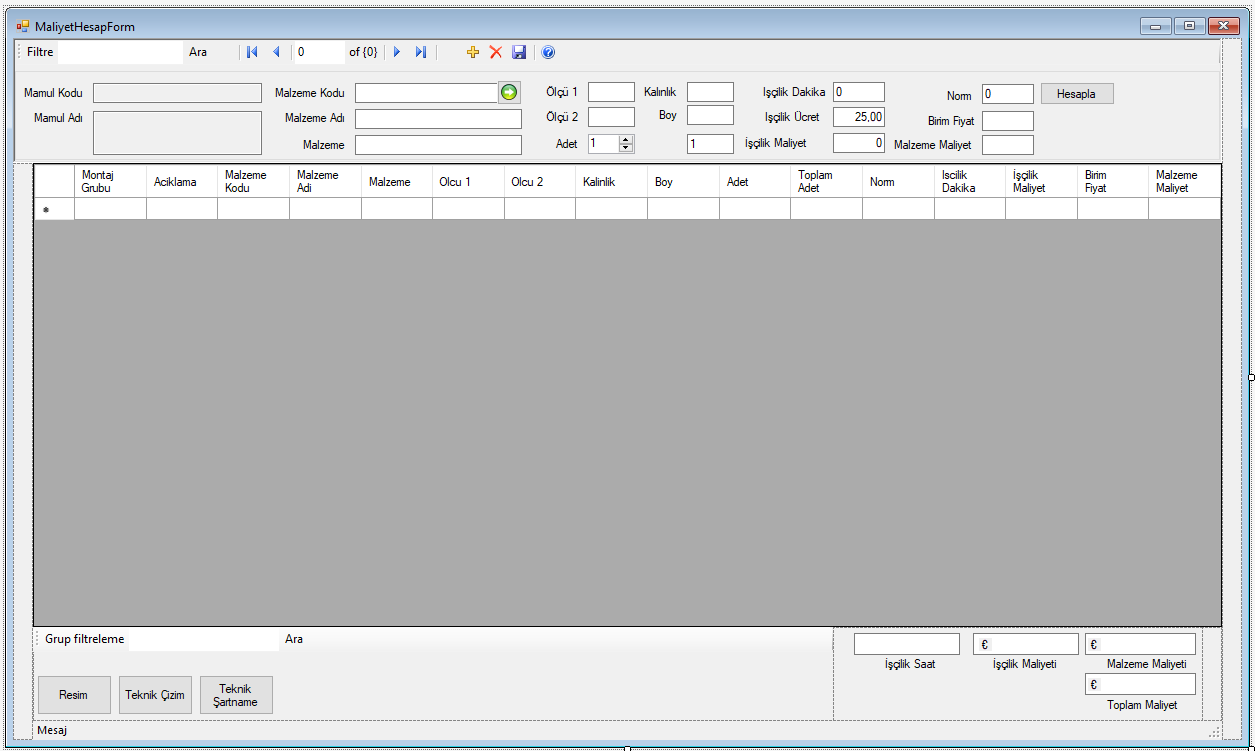 MaliyetHesapForm
Filtre Ara 0 of {0}
Mamul Kodu Malzeme Kodu Ölçü 1 Kalınlık İşçilik Dakika 0 Norm 0 Hesapla
Mamul Adı Malzeme Adı Ölçü 2 Boy İşçilik Ücret 25,00 Birim Fiyat
Malzeme Adet 1 1 İşçilik Maliyet 0 Malzeme Maliyet
Montaj Grubu Aciklama Malzeme Kodu Malzeme Adi Malzeme Olcu 1 Olcu 2 Kalinlik Boy Adet Toplam Adet Norm Iscilik Dakika İşçilik Maliyet Birim Fiyat Malzeme Maliyet
Grup filtreleme Ara
€ €
İşçilik Saat İşçilik Maliyeti Malzeme Maliyeti
€
Resim Teknik Çizim Teknik Şartname
Toplam Maliyet
Mesaj